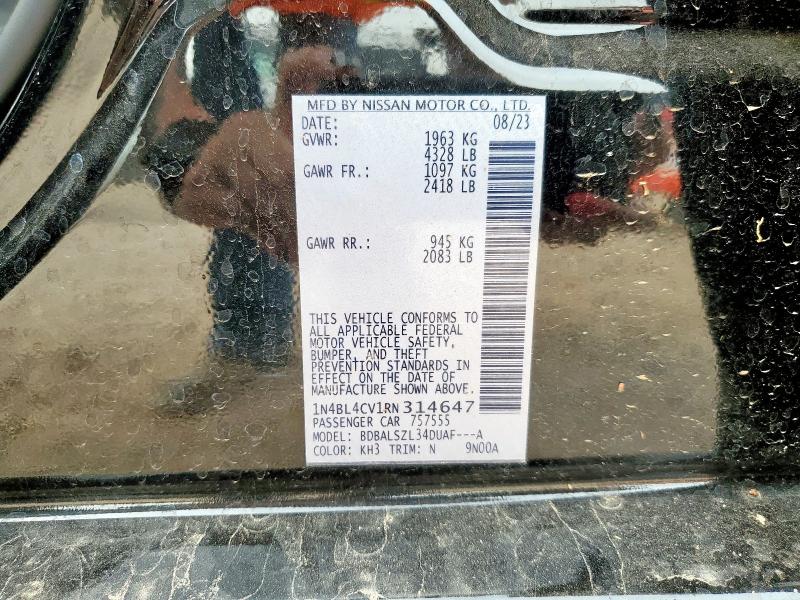 MFD BY NISSAN MOTOR CO., LTD.
DATE: 08/23
GVWR: 1963 KG
4328 LB
GAWR FR.: 1097 KG
2418 LB
GAWR RR.: 945 KG
2083 LB
THIS VEHICLE CONFORMS TO
ALL APPLICABLE FEDERAL
MOTOR VEHICLE SAFETY,
BUMPER, AND THEFT
PREVENTION STANDARDS IN
EFFECT ON THE DATE OF
MANUFACTURE SHOWN ABOVE.
1N4BL4CV1RN314647
PASSENGER CAR 757555
MODEL: BDBALSZL34DUAF---A
COLOR: KH3 TRIM: N 9N00A